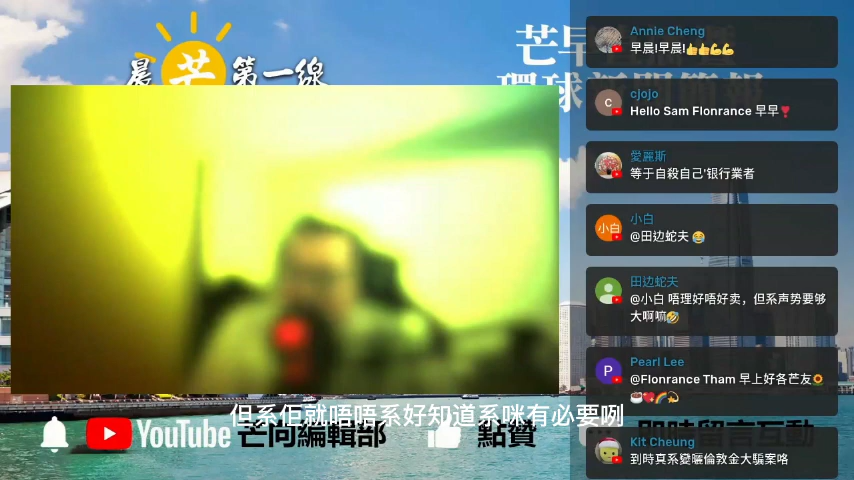 晨芒第一線
芒早
環球新聞簡報
Annie Cheng
早晨!早晨!👍👍💪💪
cjojo
Hello Sam Flonrance 早早❣️
愛麗斯
等于自殺自己'银行業者
小白
@田边蛇夫 😂
田边蛇夫
@小白 唔理好唔好卖，但系声势要够
大啊嘛🤣
Pearl Lee
@Flonrance Tham 早上好各芒友🌻
☕💖🌈💫
Kit Cheung
到時真系變曬倫敦金大騙案咯
但系佢就唔唔系好知道系咪有必要咧
YouTube 芒向編輯部 點贊 即時留言互動